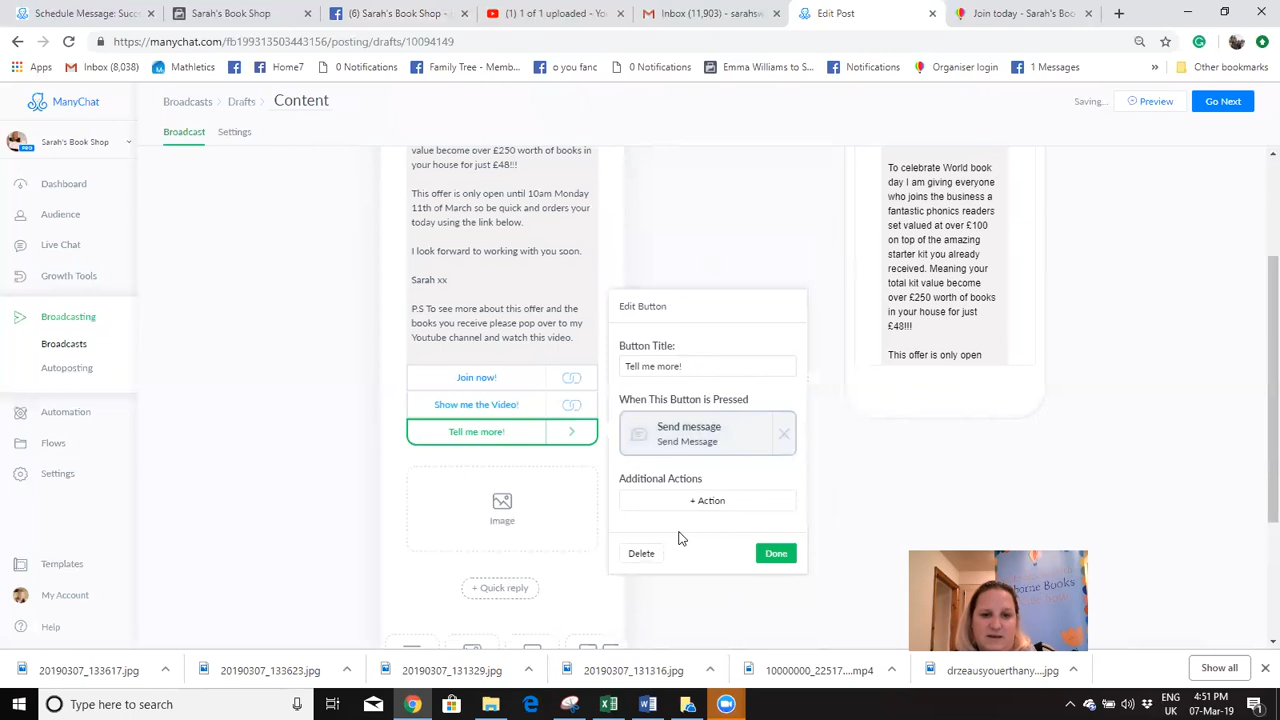 Schedule Message: Succ
Sarah's Book Shop
(6) Sarah's Book Shop -
(1) 1 of 1 uploaded - Yo
Inbox (11,903) - sarahsw
Edit Post
Join today - Sarah's Boo
https://manychat.com/fb199313503443156/posting/drafts/10094149
Apps
Inbox (8,038)
Mathletics
Home7
0 Notifications
Family Tree - Memb...
o you fanc
0 Notifications
Emma Williams to S...
Notifications
Organiser login
1 Messages
»
Other bookmarks
ManyChat
Broadcasts
Drafts
Content
Saving...
Preview
Go Next
Sarah's Book Shop
PRO
Broadcast
Settings
Dashboard
Audience
Live Chat
Growth Tools
Broadcasting
Broadcasts
Autoposting
Automation
Flows
Settings
Templates
My Account
Help
value become over £250 worth of books in
your house for just £48!!!
This offer is only open until 10am Monday
11th of March so be quick and orders your
today using the link below.
I look forward to working with you soon.
Sarah xx
P.S To see more about this offer and the
books you receive please pop over to my
Youtube channel and watch this video.
Join now!
Show me the Video!
Tell me more!
Image
+ Quick reply
Edit Button
Button Title:
Tell me more!
When This Button is Pressed
Send message
Send Message
Additional Actions
+ Action
Delete
Done
To celebrate World book
day I am giving everyone
who joins the business a
fantastic phonics readers
set valued at over £100
on top of the amazing
starter kit you already
received. Meaning your
total kit value become
over £250 worth of books
in your house for just
£48!!!
This offer is only open
borne Books
20190307_133617.jpg
20190307_133623.jpg
20190307_131329.jpg
20190307_131316.jpg
10000000_22517....mp4
drzeausyouerthany....jpg
Show all
Type here to search
ENG
UK
4:51 PM
07-Mar-19